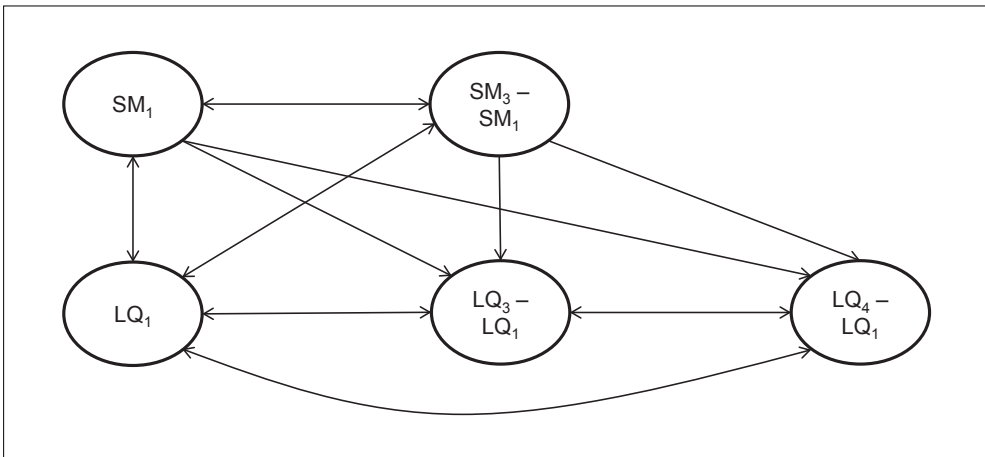 SM₁
SM₃ –
SM₁
LQ₁
LQ₃ –
LQ₁
LQ₄ –
LQ₁